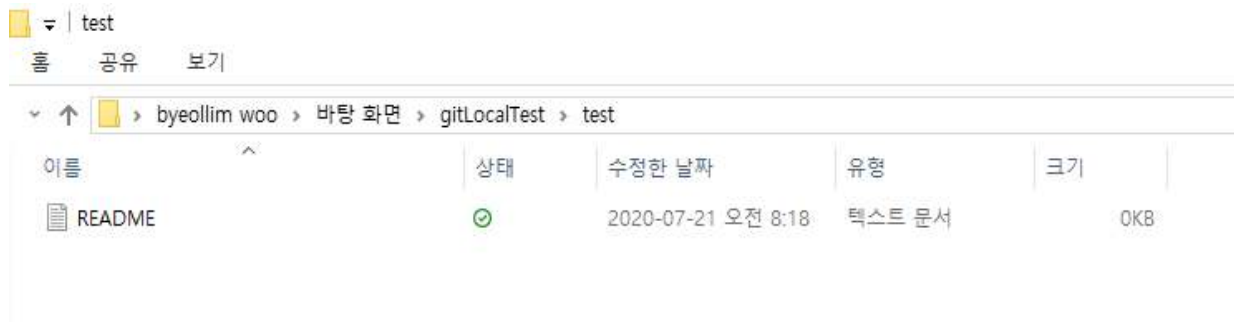 test
홈 공유 보기
byeollim woo > 바탕 화면 > gitLocalTest > test
이름 상태 수정한 날짜 유형 크기
README 2020-07-21 오전 8:18 텍스트 문서 0KB